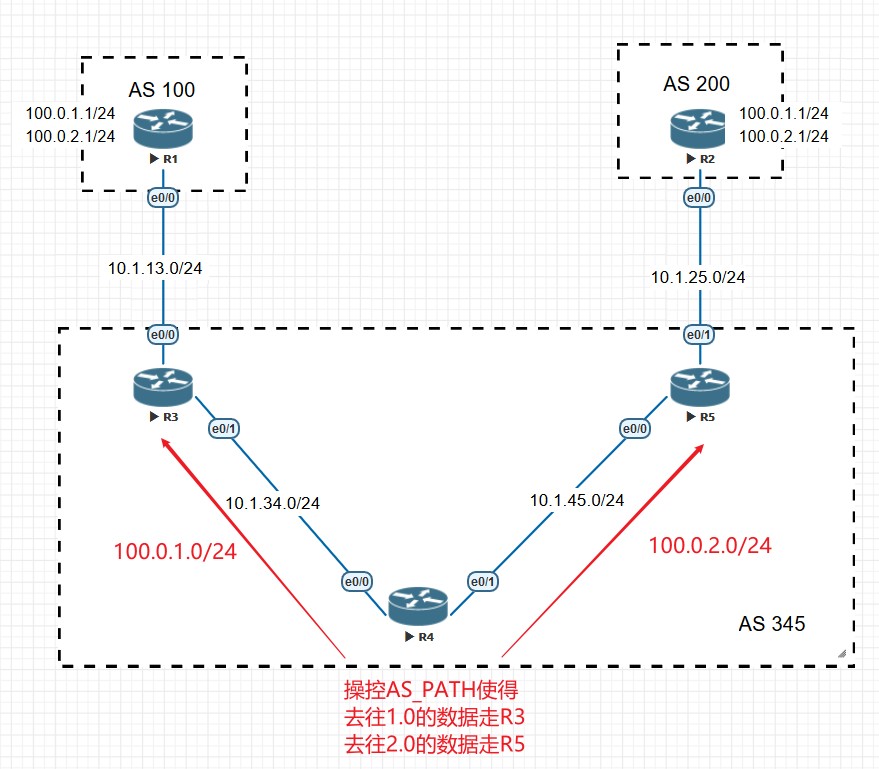 AS 100
AS 200
100.0.1.1/24
100.0.2.1/24
100.0.1.1/24
100.0.2.1/24
R1
R2
e0/0
e0/0
10.1.13.0/24
10.1.25.0/24
e0/0
e0/1
R3
R5
e0/1
e0/0
10.1.34.0/24
10.1.45.0/24
100.0.1.0/24
100.0.2.0/24
e0/0
e0/1
R4
AS 345
操控AS_PATH使得
去往1.0的数据走R3
去往2.0的数据走R5